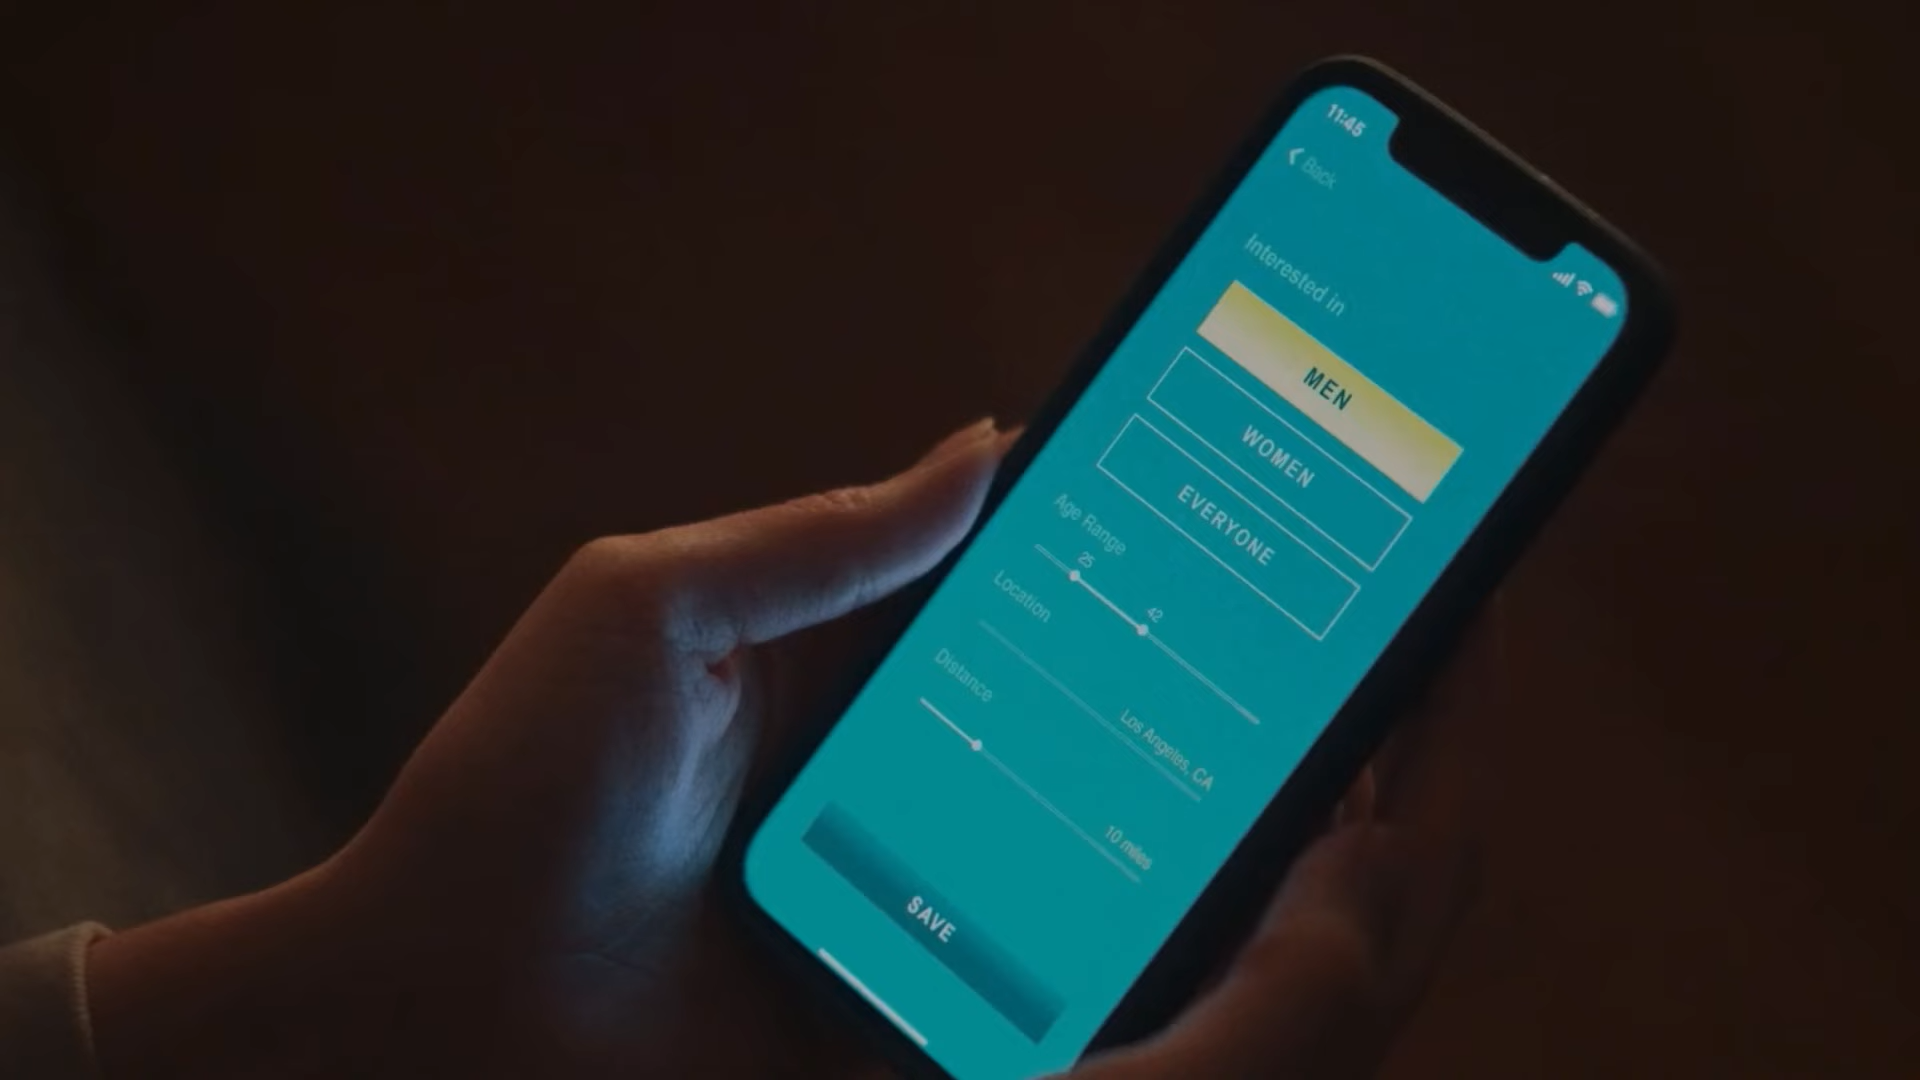 11:45
Back
Interested in
MEN
WOMEN
EVERYONE
Age Range
25
42
Location
Los Angeles, CA
Distance
10 miles
SAVE